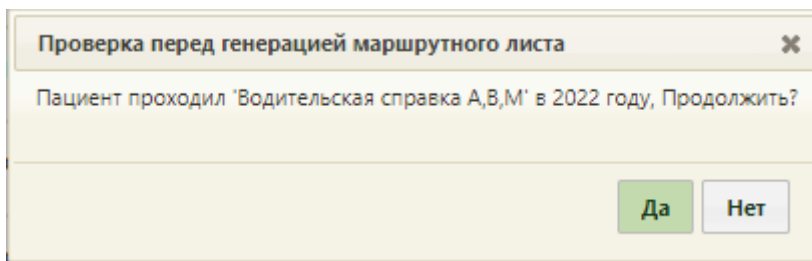 Проверка перед генерацией маршрутного листа
Пациент проходил 'Водительская справка А,В,М' в 2022 году, Продолжить?
Да
Нет